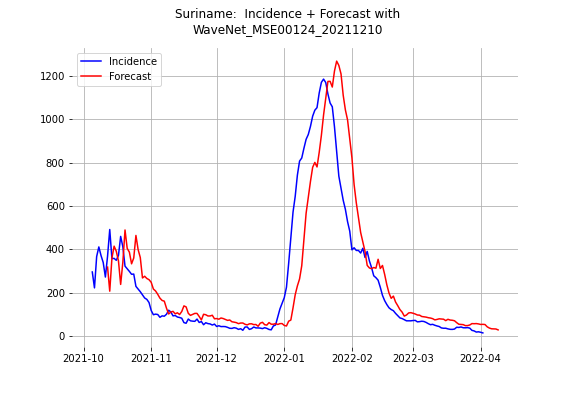 Suriname:  Incidence + Forecast with
WaveNet_MSE00124_20211210
Incidence
Forecast
1200
1000
800
600
400
200
0
2021-10 2021-11 2021-12 2022-01 2022-02 2022-03 2022-04